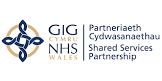 GIG
CYMRU
NHS
WALES
Partneriaeth
Cydwasanaethau
Shared Services
Partnership